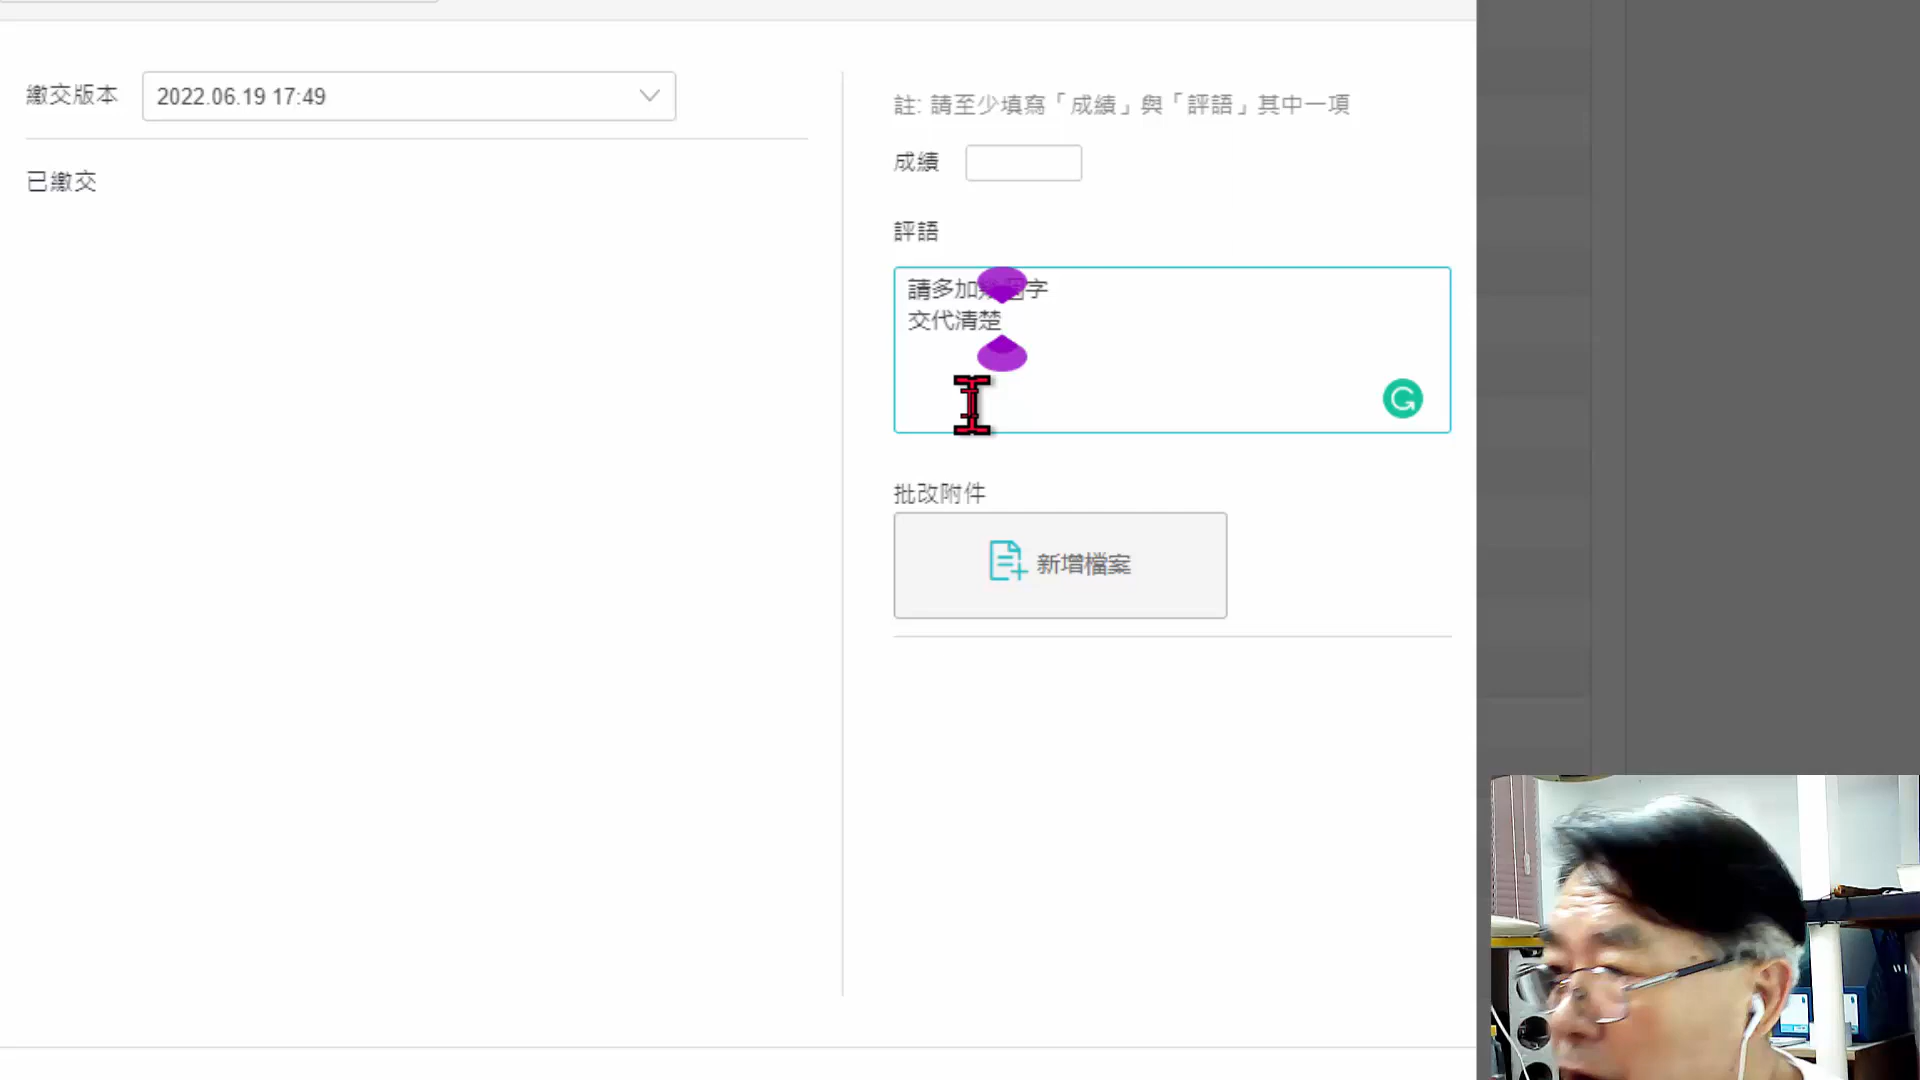 繳交版本
2022.06.19 17:49
已繳交
註: 請至少填寫「成績」與「評語」其中一項
成績
評語
請多加字
交代清楚
批改附件
新增檔案